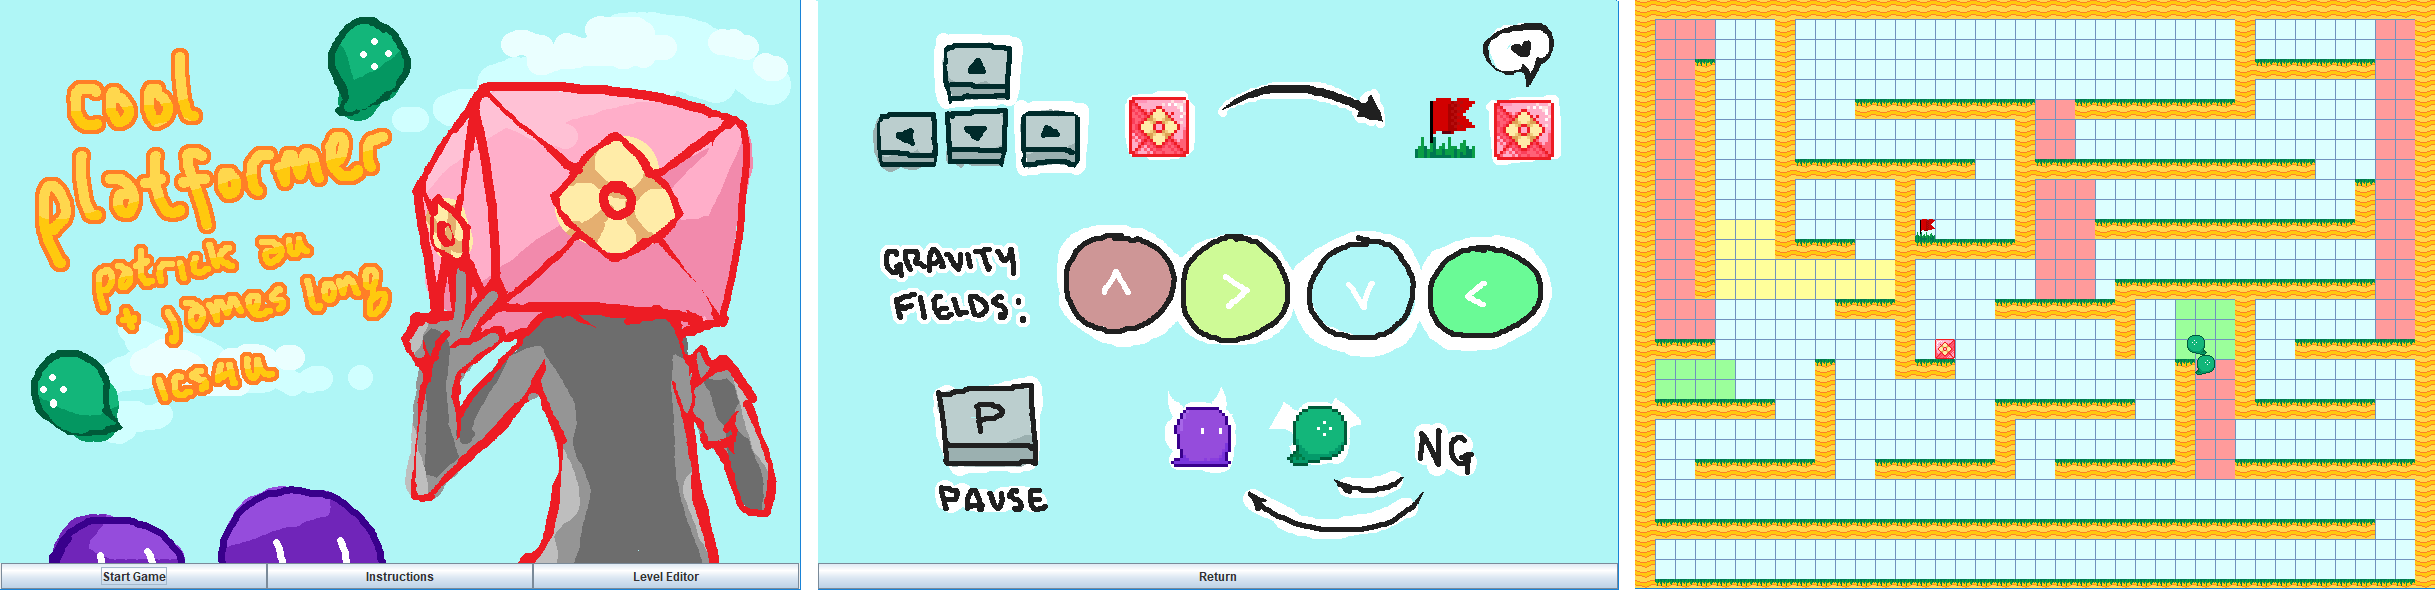 cool
platformer
patrick au
+ james long
ics4u
Start Game
Instructions
Level Editor
GRAVITY
FIELDS:
^
>
v
<
P
PAUSE
NG
Return